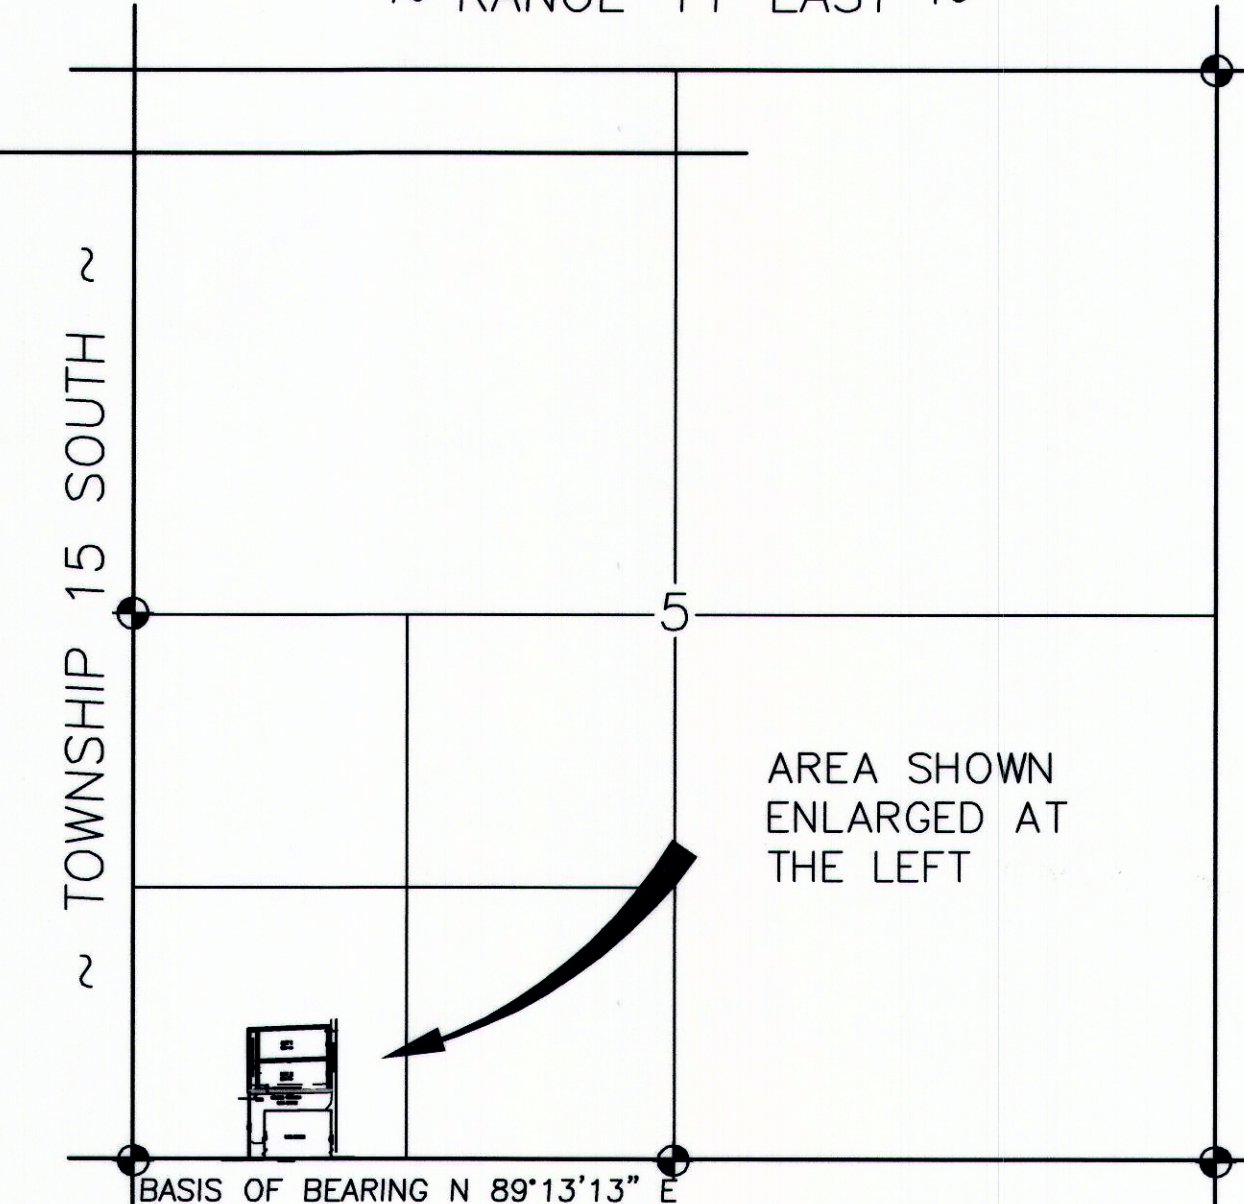 RANGE 11 EAST
~ TOWNSHIP 15 SOUTH ~
5
AREA SHOWN
ENLARGED AT
THE LEFT
BASIS OF BEARING N 89°13'13" E